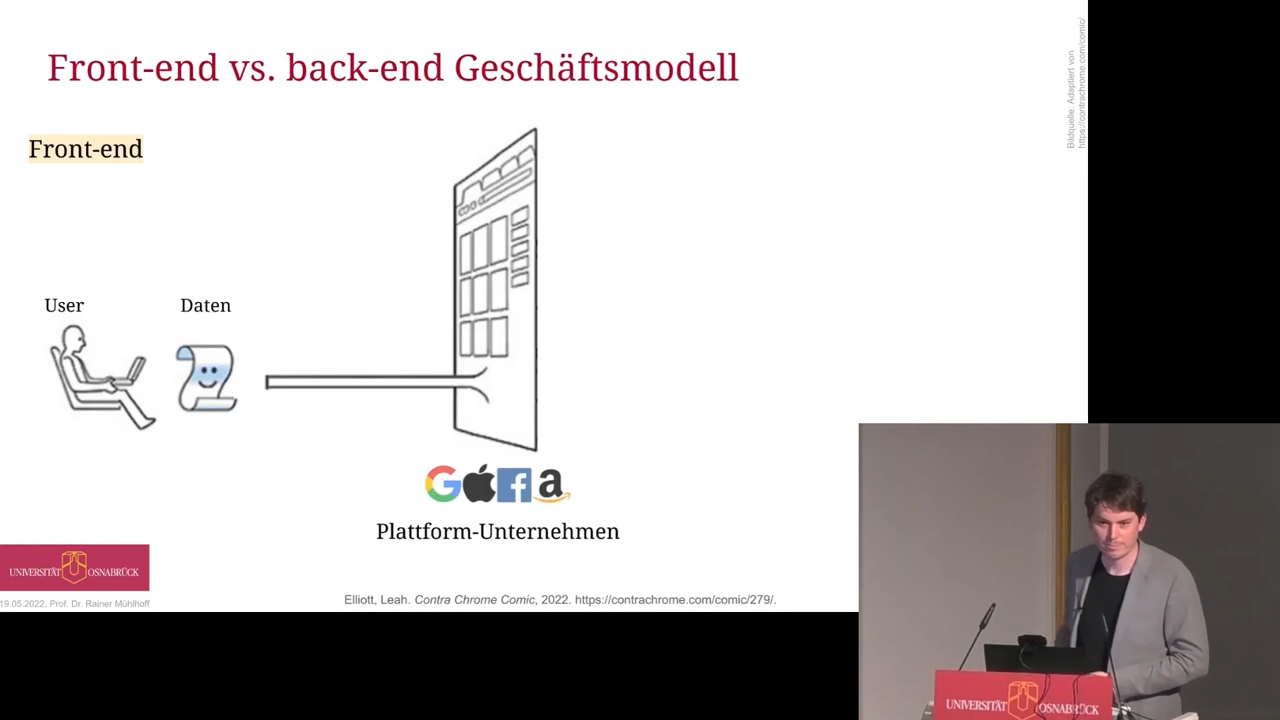 Front-end vs. back-end Geschäftsmodell
Bildquelle: Adaptiert von
https://contrachrome.com/comic/
Front-end
User
Daten
Plattform-Unternehmen
UNIVERSITÄT OSNABRÜCK
19.05.2022, Prof. Dr. Rainer Mühlhoff
Elliott, Leah. Contra Chrome Comic, 2022. https://contrachrome.com/comic/279/.
UNIVERSITÄT OSNABRÜCK